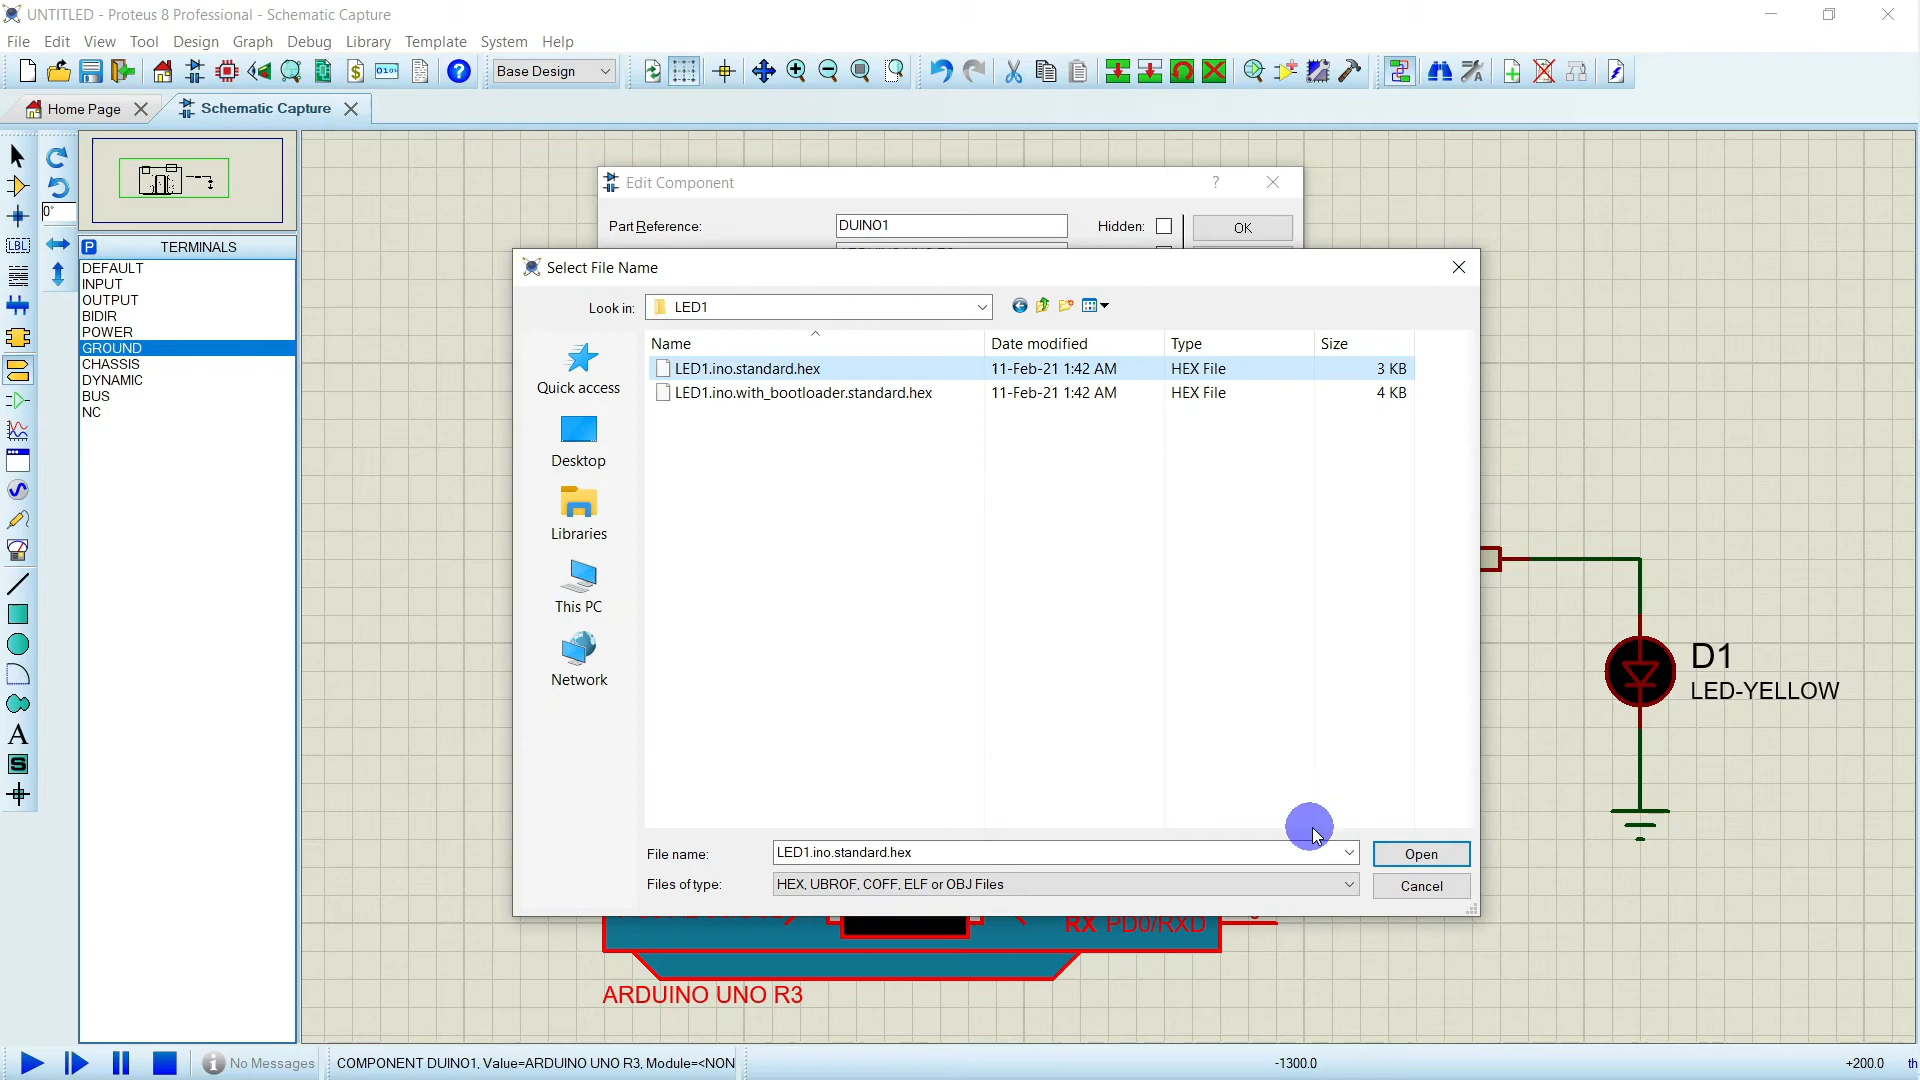 UNTITLED - Proteus 8 Professional - Schematic Capture
File Edit View Tool Design Graph Debug Library Template System Help
Base Design
Home Page
Schematic Capture
0°
LBL
P TERMINALS
DEFAULT
INPUT
OUTPUT
BIDIR
POWER
GROUND
CHASSIS
DYNAMIC
BUS
NC
A
S
Edit Component
Part Reference: DUINO1 Hidden: OK
Select File Name
Look in: LED1
Name Date modified Type Size
LED1.ino.standard.hex 11-Feb-21 1:42 AM HEX File 3 KB
LED1.ino.with_bootloader.standard.hex 11-Feb-21 1:42 AM HEX File 4 KB
Quick access
Desktop
Libraries
This PC
Network
File name: LED1.ino.standard.hex Open
Files of type: HEX, UBROF, COFF, ELF or OBJ Files Cancel
D1
LED-YELLOW
RX PD0/RXD
ARDUINO UNO R3
No Messages COMPONENT DUINO1, Value=ARDUINO UNO R3, Module=<NON -1300.0 +200.0 th